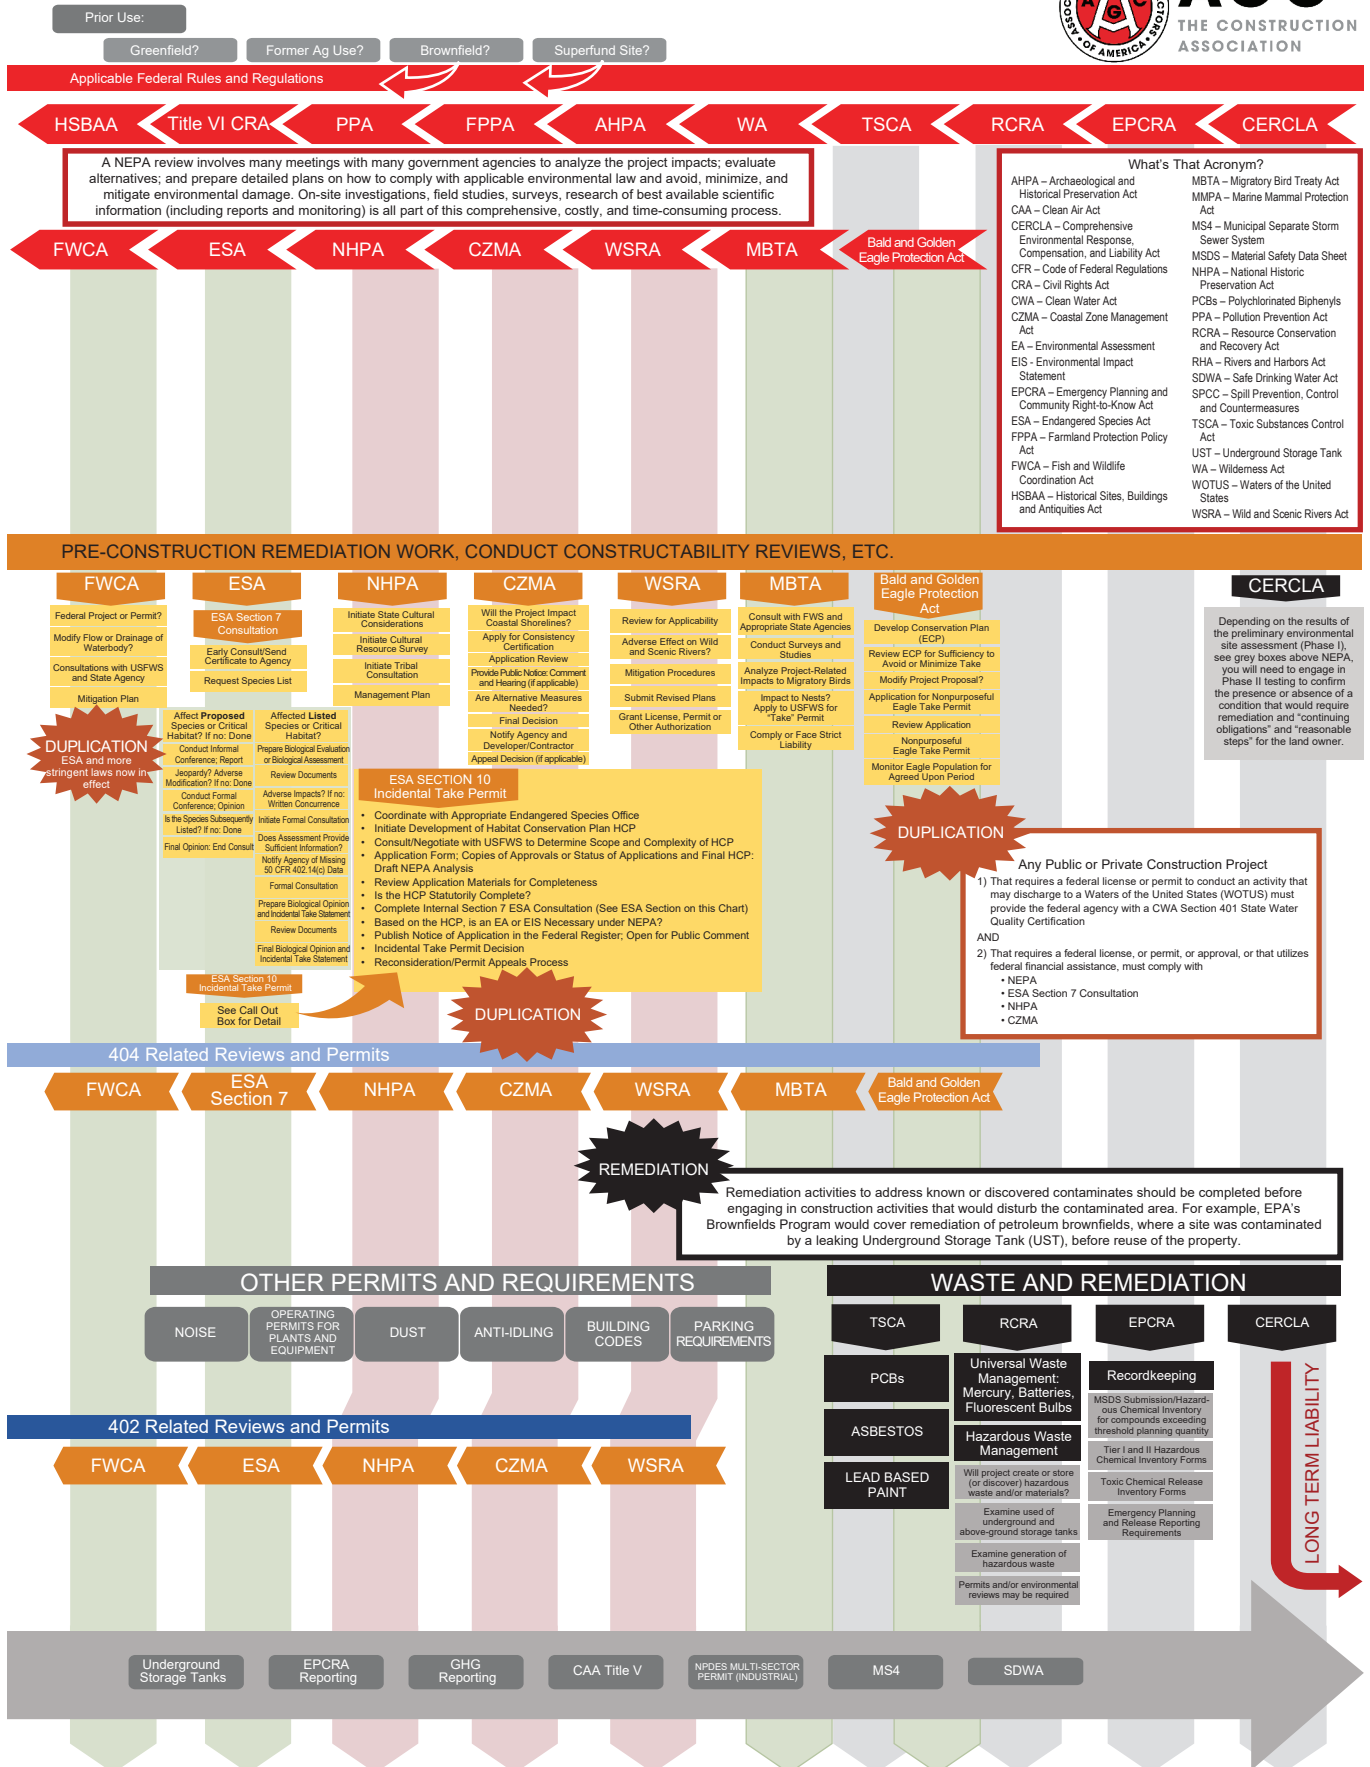 Prior Use:
Greenfield?
Former Ag Use?
Brownfield?
Superfund Site?
THE CONSTRUCTION
ASSOCIATION
OF AMERICA
Applicable Federal Rules and Regulations
HSBAA
Title VI CRA
PPA
FPPA
AHPA
WA
TSCA
RCRA
EPCRA
CERCLA
A NEPA review involves many meetings with many government agencies to analyze the project impacts; evaluate
alternatives; and prepare detailed plans on how to comply with applicable environmental law and avoid, minimize, and
mitigate environmental damage. On-site investigations, field studies, surveys, research of best available scientific
information (including reports and monitoring) is all part of this comprehensive, costly, and time-consuming process.
What's That Acronym?
AHPA – Archaeological and
Historical Preservation Act
CAA – Clean Air Act
CERCLA – Comprehensive
Environmental Response,
Compensation, and Liability Act
CFR – Code of Federal Regulations
CRA – Civil Rights Act
CWA – Clean Water Act
CZMA – Coastal Zone Management
Act
EA – Environmental Assessment
EIS - Environmental Impact
Statement
EPCRA – Emergency Planning and
Community Right-to-Know Act
ESA – Endangered Species Act
FPPA – Farmland Protection Policy
Act
FWCA – Fish and Wildlife
Coordination Act
HSBAA – Historical Sites, Buildings
and Antiquities Act
MBTA – Migratory Bird Treaty Act
MMPA – Marine Mammal Protection
Act
MS4 – Municipal Separate Storm
Sewer System
MSDS – Material Safety Data Sheet
NHPA – National Historic
Preservation Act
PCBs – Polychlorinated Biphenyls
PPA – Pollution Prevention Act
RCRA – Resource Conservation
and Recovery Act
RHA – Rivers and Harbors Act
SDWA – Safe Drinking Water Act
SPCC – Spill Prevention, Control
and Countermeasures
TSCA – Toxic Substances Control
Act
UST – Underground Storage Tank
WA – Wilderness Act
WOTUS – Waters of the United
States
WSRA – Wild and Scenic Rivers Act
FWCA
ESA
NHPA
CZMA
WSRA
MBTA
Bald and Golden
Eagle Protection Act
PRE-CONSTRUCTION REMEDIATION WORK, CONDUCT CONSTRUCTABILITY REVIEWS, ETC.
FWCA
Federal Project or Permit?
Modify Flow or Drainage of
Waterbody?
Consultations with USFWS
and State Agency
Mitigation Plan
DUPLICATION
ESA and more
stringent laws now in
effect
ESA
ESA Section 7
Consultation
Early Consult/Send
Certificate to Agency
Request Species List
Affect Proposed
Species or Critical
Habitat? If no: Done
Conduct Informal
Conference; Report
Jeopardy? Adverse
Modification? If no: Done
Conduct Formal
Conference; Opinion
Is the Species Subsequently
Listed? If no: Done
Final Opinion: End Consult
Affected Listed
Species or Critical
Habitat?
Prepare Biological Evaluation
or Biological Assessment
Review Documents
Adverse Impacts? If no:
Written Concurrence
Initiate Formal Consultation
Does Assessment Provide
Sufficient Information?
Notify Agency of Missing
50 CFR 402.14(c) Data
Formal Consultation
Prepare Biological Opinion
and Incidental Take Statement
Review Documents
Final Biological Opinion and
Incidental Take Statement
ESA Section 10
Incidental Take Permit
See Call Out
Box for Detail
NHPA
Initiate State Cultural
Considerations
Initiate Cultural
Resource Survey
Initiate Tribal
Consultation
Management Plan
CZMA
Will the Project Impact
Coastal Shorelines?
Apply for Consistency
Certification
Application Review
Provide Public Notice: Comment
and Hearing (if applicable)
Are Alternative Measures
Needed?
Final Decision
Notify Agency and
Developer/Contractor
Appeal Decision (if applicable)
WSRA
Review for Applicability
Adverse Effect on Wild
and Scenic Rivers?
Mitigation Procedures
Submit Revised Plans
Grant License, Permit or
Other Authorization
MBTA
Consult with FWS and
Appropriate State Agencies
Conduct Surveys and
Studies
Analyze Project-Related
Impacts to Migratory Birds
Impact to Nests?
Apply to USFWS for
"Take" Permit
Comply or Face Strict
Liability
Bald and Golden
Eagle Protection
Act
Develop Conservation Plan
(ECP)
Review ECP for Sufficiency to
Avoid or Minimize Take
Modify Project Proposal?
Application for Nonpurposeful
Eagle Take Permit
Review Application
Nonpurposeful
Eagle Take Permit
Monitor Eagle Population for
Agreed Upon Period
CERCLA
Depending on the results of
the preliminary environmental
site assessment (Phase I),
see grey boxes above NEPA,
you will need to engage in
Phase II testing to confirm
the presence or absence of a
condition that would require
remediation and "continuing
obligations" and "reasonable
steps" for the land owner.
ESA SECTION 10
Incidental Take Permit
• Coordinate with Appropriate Endangered Species Office
• Initiate Development of Habitat Conservation Plan HCP
• Consult/Negotiate with USFWS to Determine Scope and Complexity of HCP
• Application Form; Copies of Approvals or Status of Applications and Final HCP:
Draft NEPA Analysis
• Review Application Materials for Completeness
• Is the HCP Statutorily Complete?
• Complete Internal Section 7 ESA Consultation (See ESA Section on this Chart)
• Based on the HCP, is an EA or EIS Necessary under NEPA?
• Publish Notice of Application in the Federal Register; Open for Public Comment
• Incidental Take Permit Decision
• Reconsideration/Permit Appeals Process
DUPLICATION
DUPLICATION
Any Public or Private Construction Project
1) That requires a federal license or permit to conduct an activity that
may discharge to a Waters of the United States (WOTUS) must
provide the federal agency with a CWA Section 401 State Water
Quality Certification
AND
2) That requires a federal license, or permit, or approval, or that utilizes
federal financial assistance, must comply with
• NEPA
• ESA Section 7 Consultation
• NHPA
• CZMA
404 Related Reviews and Permits
FWCA
ESA
Section 7
NHPA
CZMA
WSRA
MBTA
Bald and Golden
Eagle Protection Act
REMEDIATION
Remediation activities to address known or discovered contaminates should be completed before
engaging in construction activities that would disturb the contaminated area. For example, EPA's
Brownfields Program would cover remediation of petroleum brownfields, where a site was contaminated
by a leaking Underground Storage Tank (UST), before reuse of the property.
OTHER PERMITS AND REQUIREMENTS
NOISE
OPERATING
PERMITS FOR
PLANTS AND
EQUIPMENT
DUST
ANTI-IDLING
BUILDING
CODES
PARKING
REQUIREMENTS
WASTE AND REMEDIATION
TSCA
PCBs
ASBESTOS
LEAD BASED
PAINT
RCRA
Universal Waste
Management:
Mercury, Batteries,
Fluorescent Bulbs
Hazardous Waste
Management
Will project create or store
(or discover) hazardous
waste and/or materials?
Examine used of
underground and
above-ground storage tanks
Examine generation of
hazardous waste
Permits and/or environmental
reviews may be required
EPCRA
Recordkeeping
MSDS Submission/Hazard-
ous Chemical Inventory
for compounds exceeding
threshold planning quantity
Tier I and II Hazardous
Chemical Inventory Forms
Toxic Chemical Release
Inventory Forms
Emergency Planning
and Release Reporting
Requirements
CERCLA
LONG TERM LIABILITY
402 Related Reviews and Permits
FWCA
ESA
NHPA
CZMA
WSRA
Underground
Storage Tanks
EPCRA
Reporting
GHG
Reporting
CAA Title V
NPDES MULTI-SECTOR
PERMIT (INDUSTRIAL)
MS4
SDWA